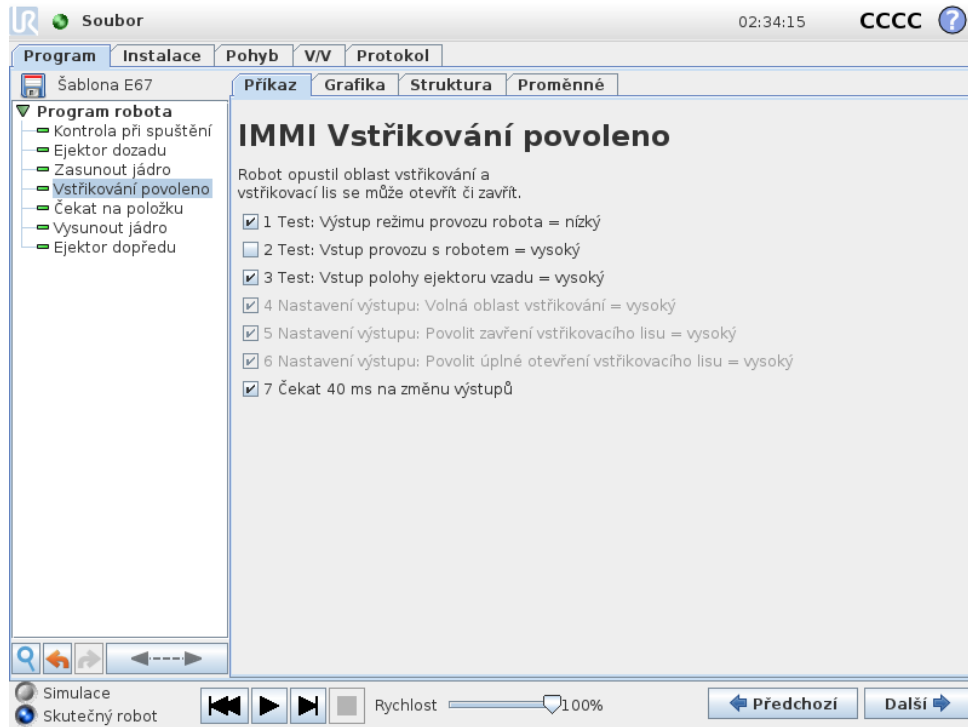 UR Soubor 02:34:15 CCCC ?
Program Instalace Pohyb V/V Protokol
Šablona E67
Příkaz Grafika Struktura Proměnné
Program robota
Kontrola při spuštění
Ejektor dozadu
Zasunout jádro
Vstřikování povoleno
Čekat na položku
Vysunout jádro
Ejektor dopředu
IMMI Vstřikování povoleno
Robot opustil oblast vstřikování a
vstřikovací lis se může otevřít či zavřít.
1 Test: Výstup režimu provozu robota = nízký
2 Test: Vstup provozu s robotem = vysoký
3 Test: Vstup polohy ejektoru vzadu = vysoký
4 Nastavení výstupu: Volná oblast vstřikování = vysoký
5 Nastavení výstupu: Povolit zavření vstřikovacího lisu = vysoký
6 Nastavení výstupu: Povolit úplné otevření vstřikovacího lisu = vysoký
7 Čekat 40 ms na změnu výstupů
Simulace
Skutečný robot
Rychlost 100%
Předchozí Další